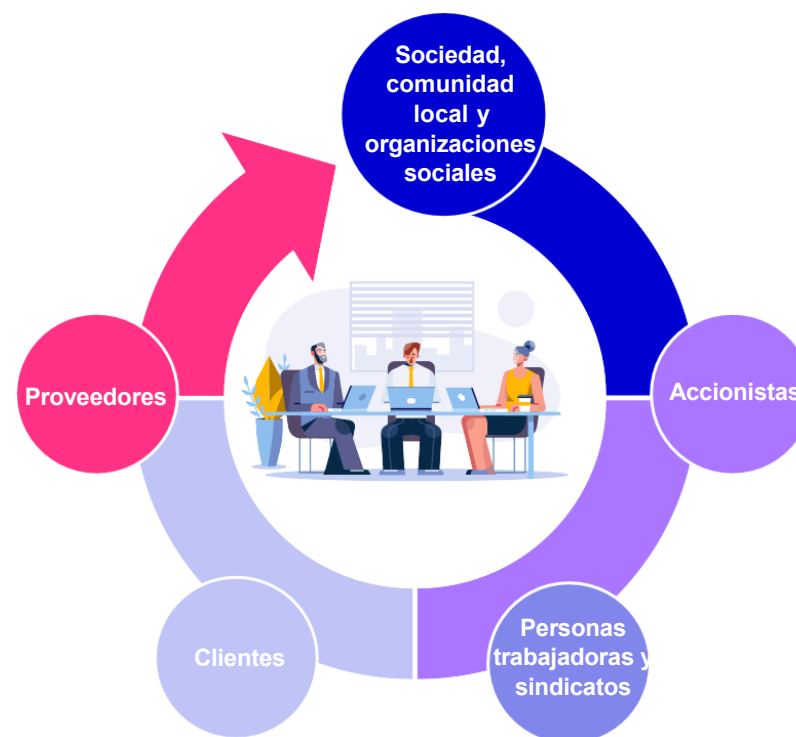 Sociedad,
comunidad
local y
organizaciones
sociales
Accionistas
Personas
trabajadoras y
sindicatos
Clientes
Proveedores